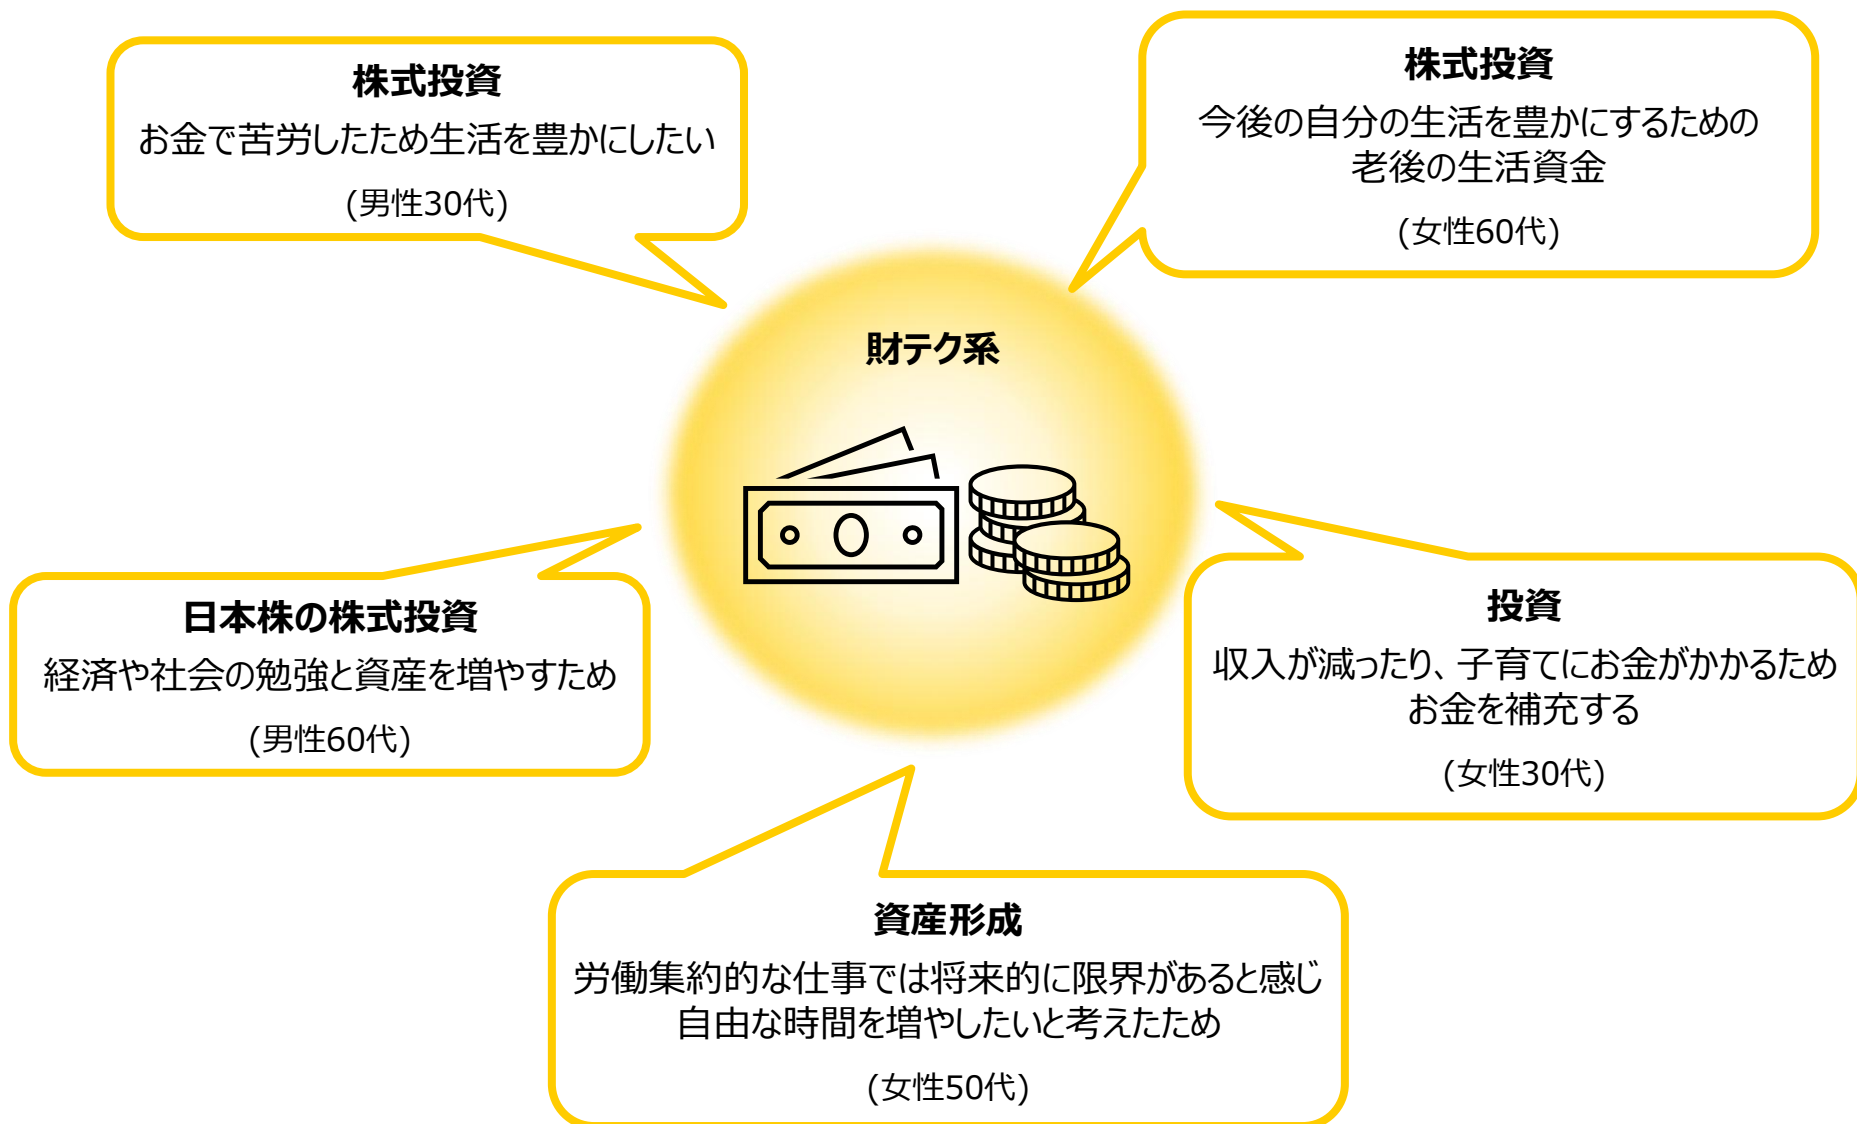 株式投資
お金で苦労したため生活を豊かにしたい
(男性30代)
株式投資
今後の自分の生活を豊かにするための
老後の生活資金
(女性60代)
財テク系
日本株の株式投資
経済や社会の勉強と資産を増やすため
(男性60代)
投資
収入が減ったり、子育てにお金がかかるため
お金を補充する
(女性30代)
資産形成
労働集約的な仕事では将来的に限界があると感じ
自由な時間を増やしたいと考えたため
(女性50代)